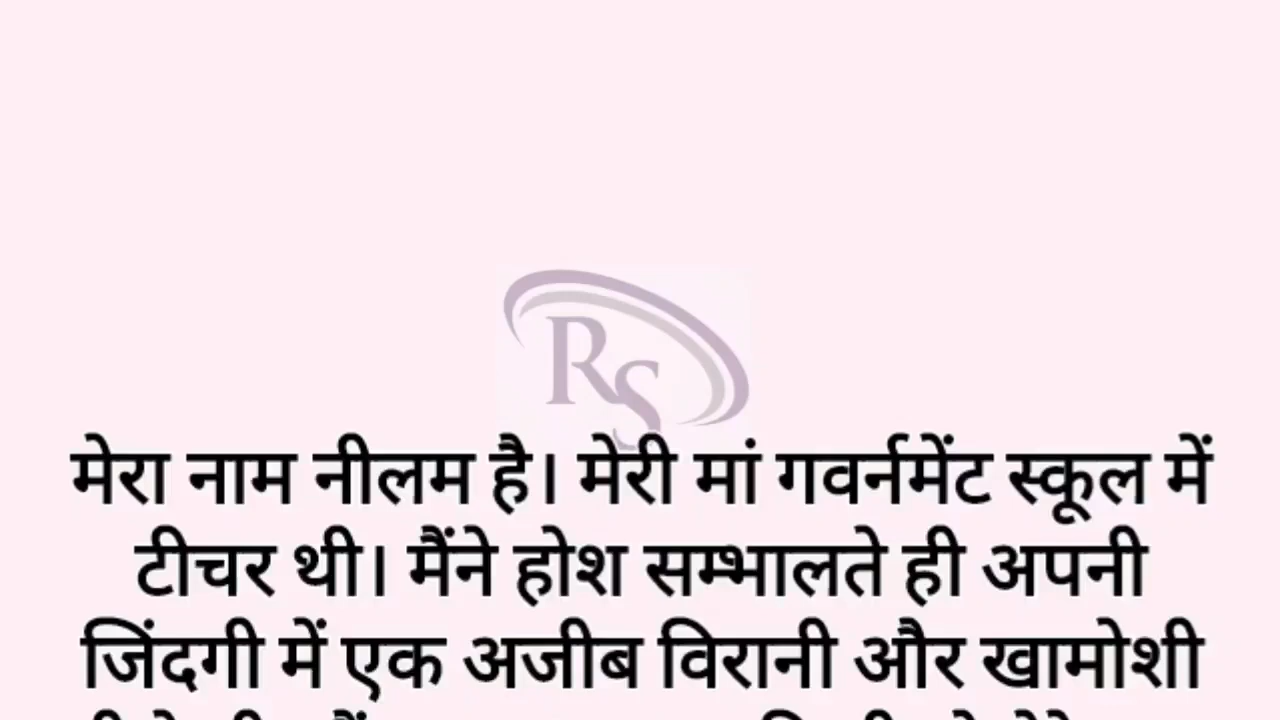 RS
मेरा नाम नीलम है। मेरी मां गवर्नमेंट स्कूल में
टीचर थी। मैंने होश सम्भालते ही अपनी
जिंदगी में एक अजीब विरानी और खामोशी